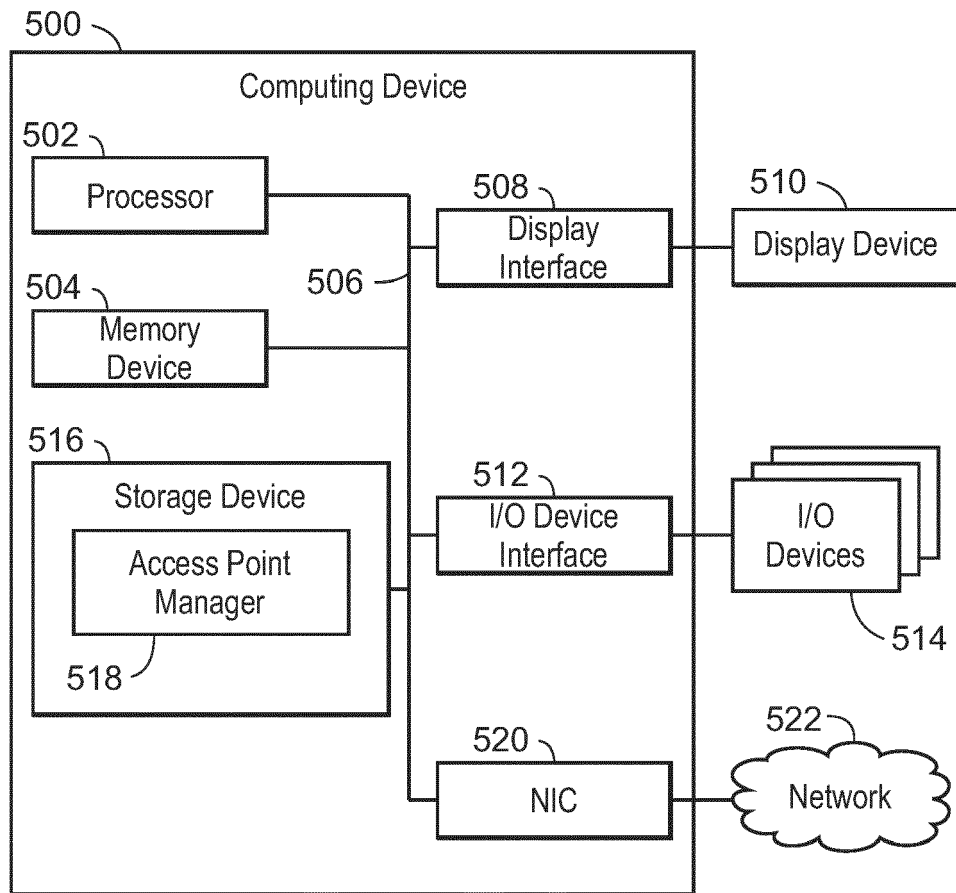 500
Computing Device
502
Processor
508
Display
Interface
510
Display Device
506
504
Memory
Device
516
Storage Device
Access Point
Manager
518
512
I/O Device
Interface
I/O
Devices
514
520
NIC
522
Network